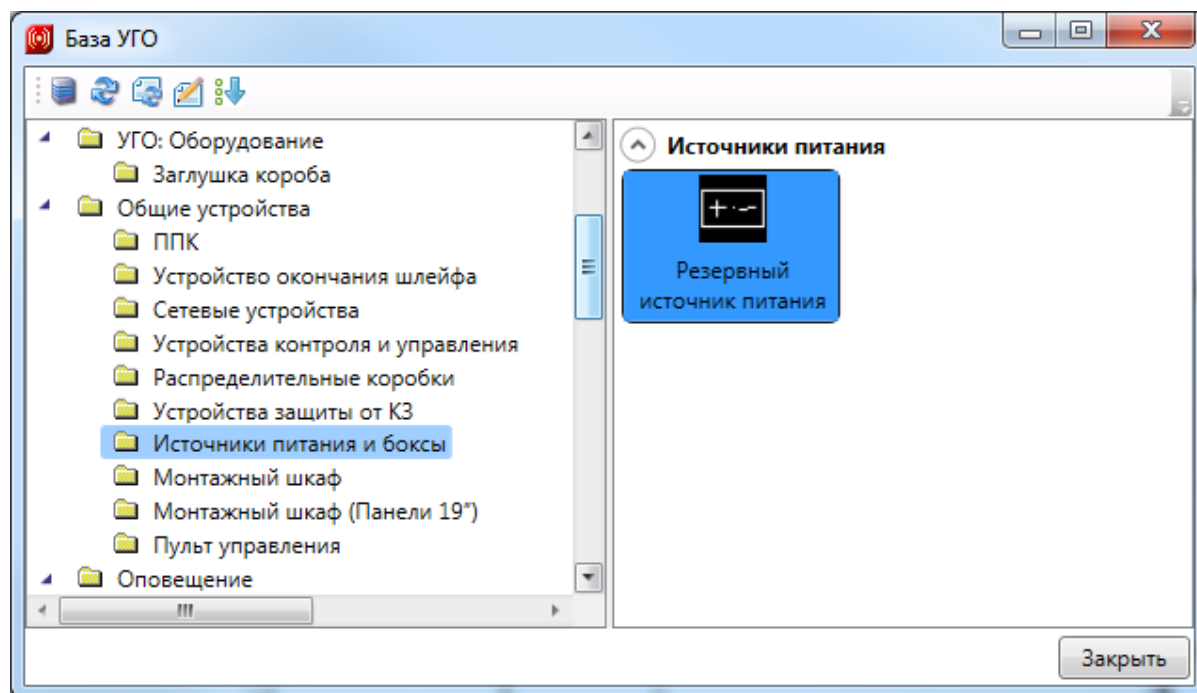 База УГО
УГО: Оборудование
Заглушка короба
Общие устройства
ППК
Устройство окончания шлейфа
Сетевые устройства
Устройства контроля и управления
Распределительные коробки
Устройства защиты от КЗ
Источники питания и боксы
Монтажный шкаф
Монтажный шкаф (Панели 19")
Пульт управления
Оповещение
Источники питания
Резервный
источник питания
Закрыть